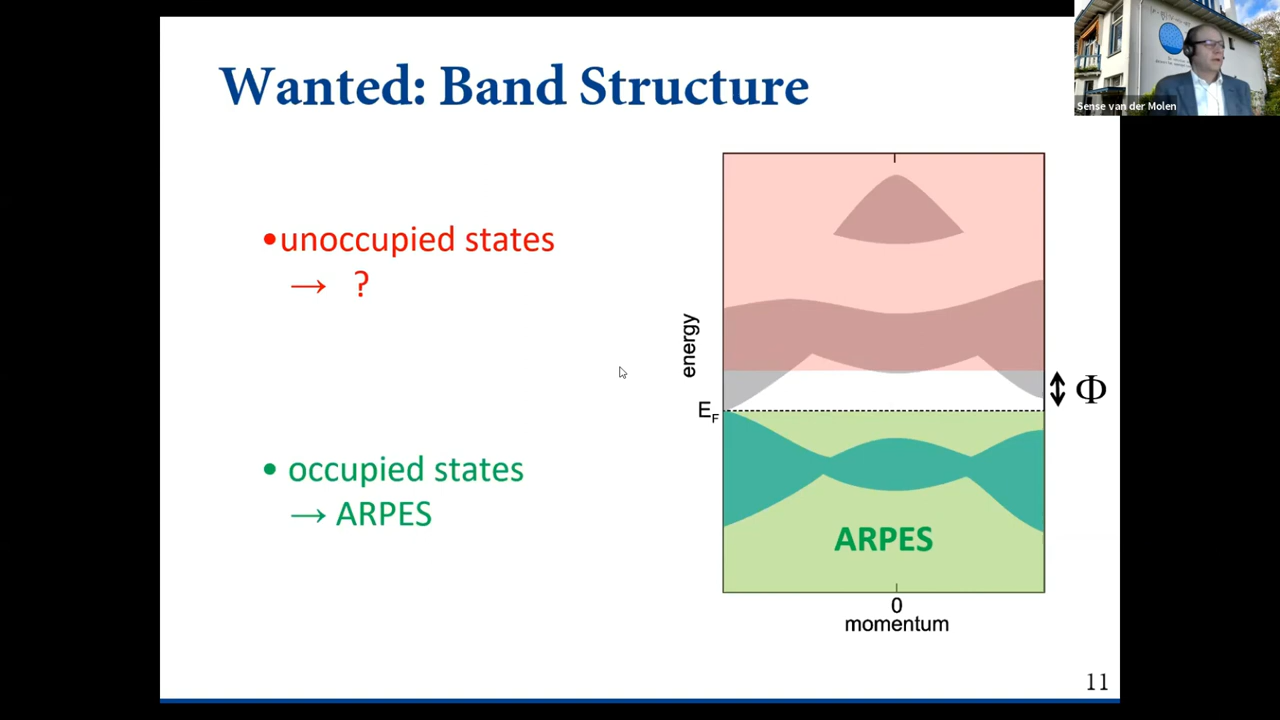 Wanted: Band Structure
Sense van der Molen
•unoccupied states
→ ?
• occupied states
→ ARPES
energy
E_F
Φ
ARPES
0
momentum
11